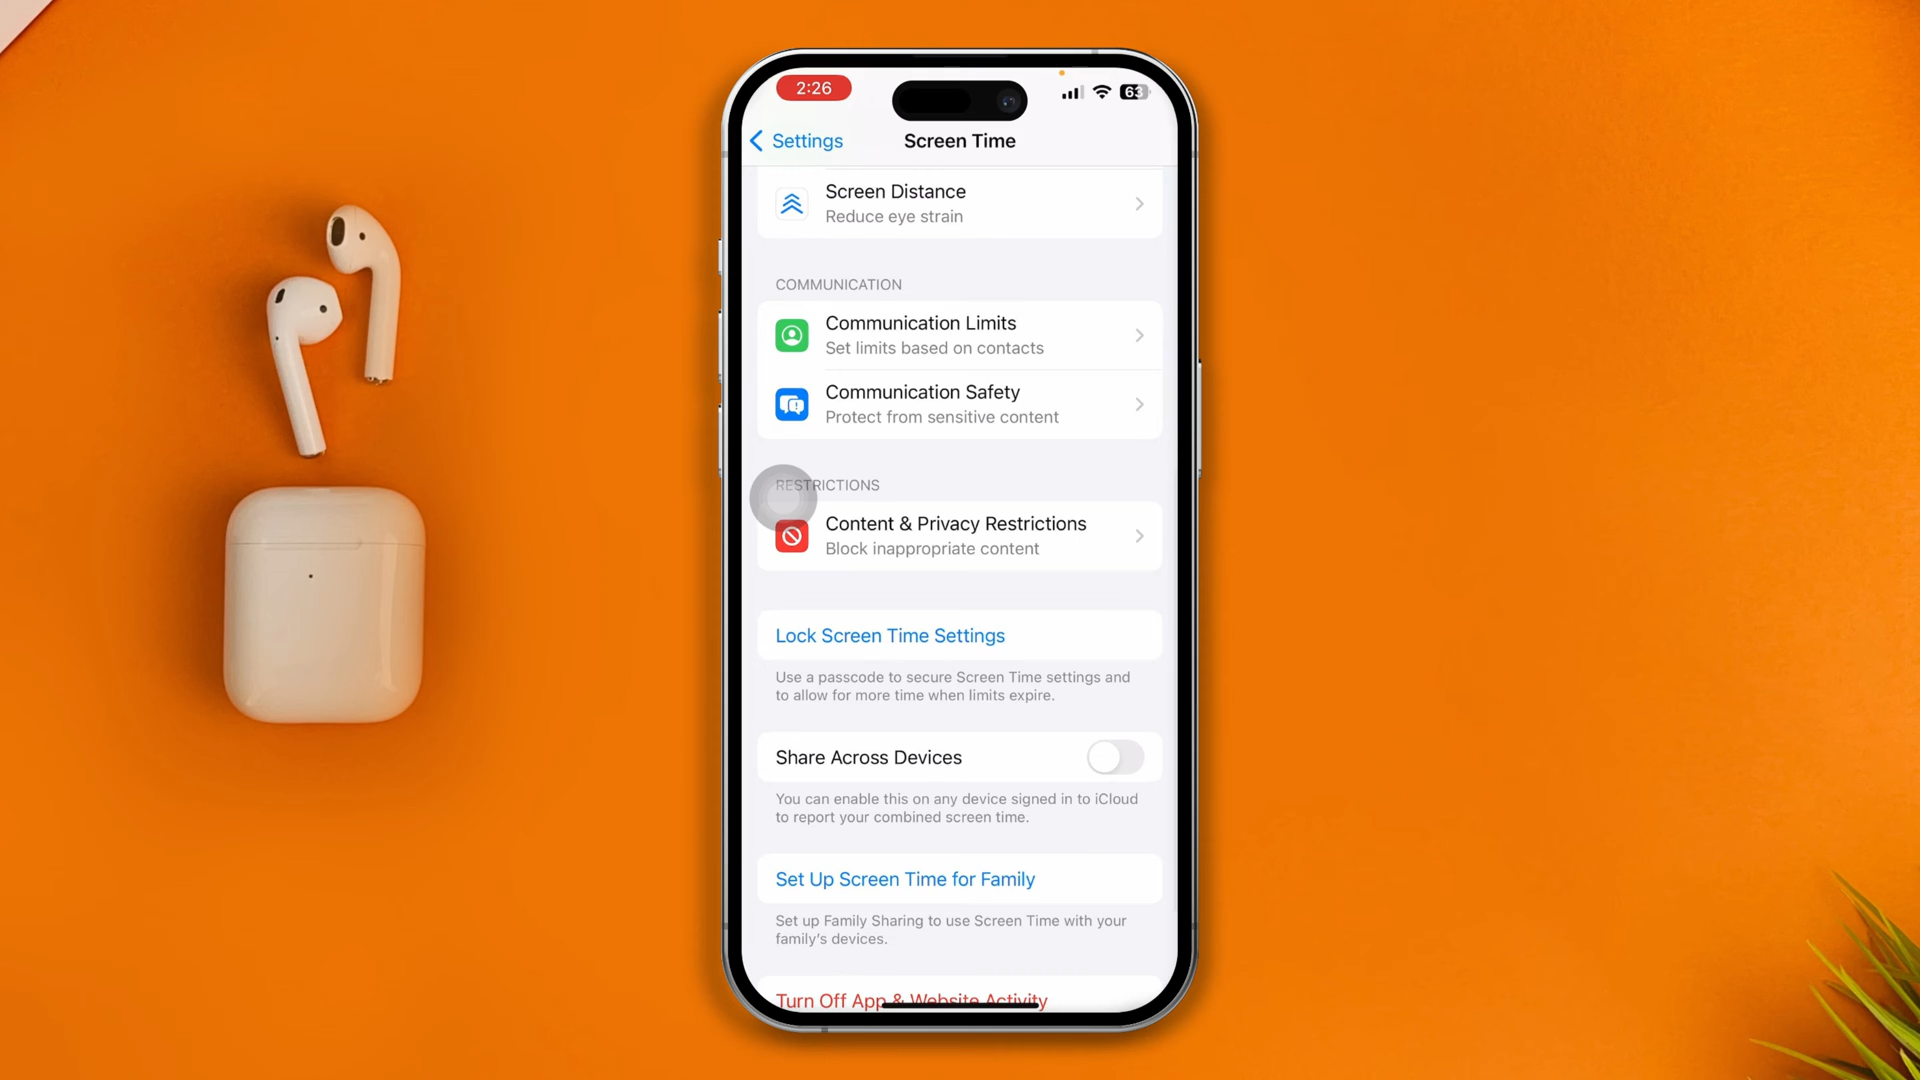 2:26
63
Settings
Screen Time
Screen Distance
Reduce eye strain
COMMUNICATION
Communication Limits
Set limits based on contacts
Communication Safety
Protect from sensitive content
RESTRICTIONS
Content & Privacy Restrictions
Block inappropriate content
Lock Screen Time Settings
Use a passcode to secure Screen Time settings and
to allow for more time when limits expire.
Share Across Devices
You can enable this on any device signed in to iCloud
to report your combined screen time.
Set Up Screen Time for Family
Set up Family Sharing to use Screen Time with your
family's devices.
Turn Off App & Website Activity